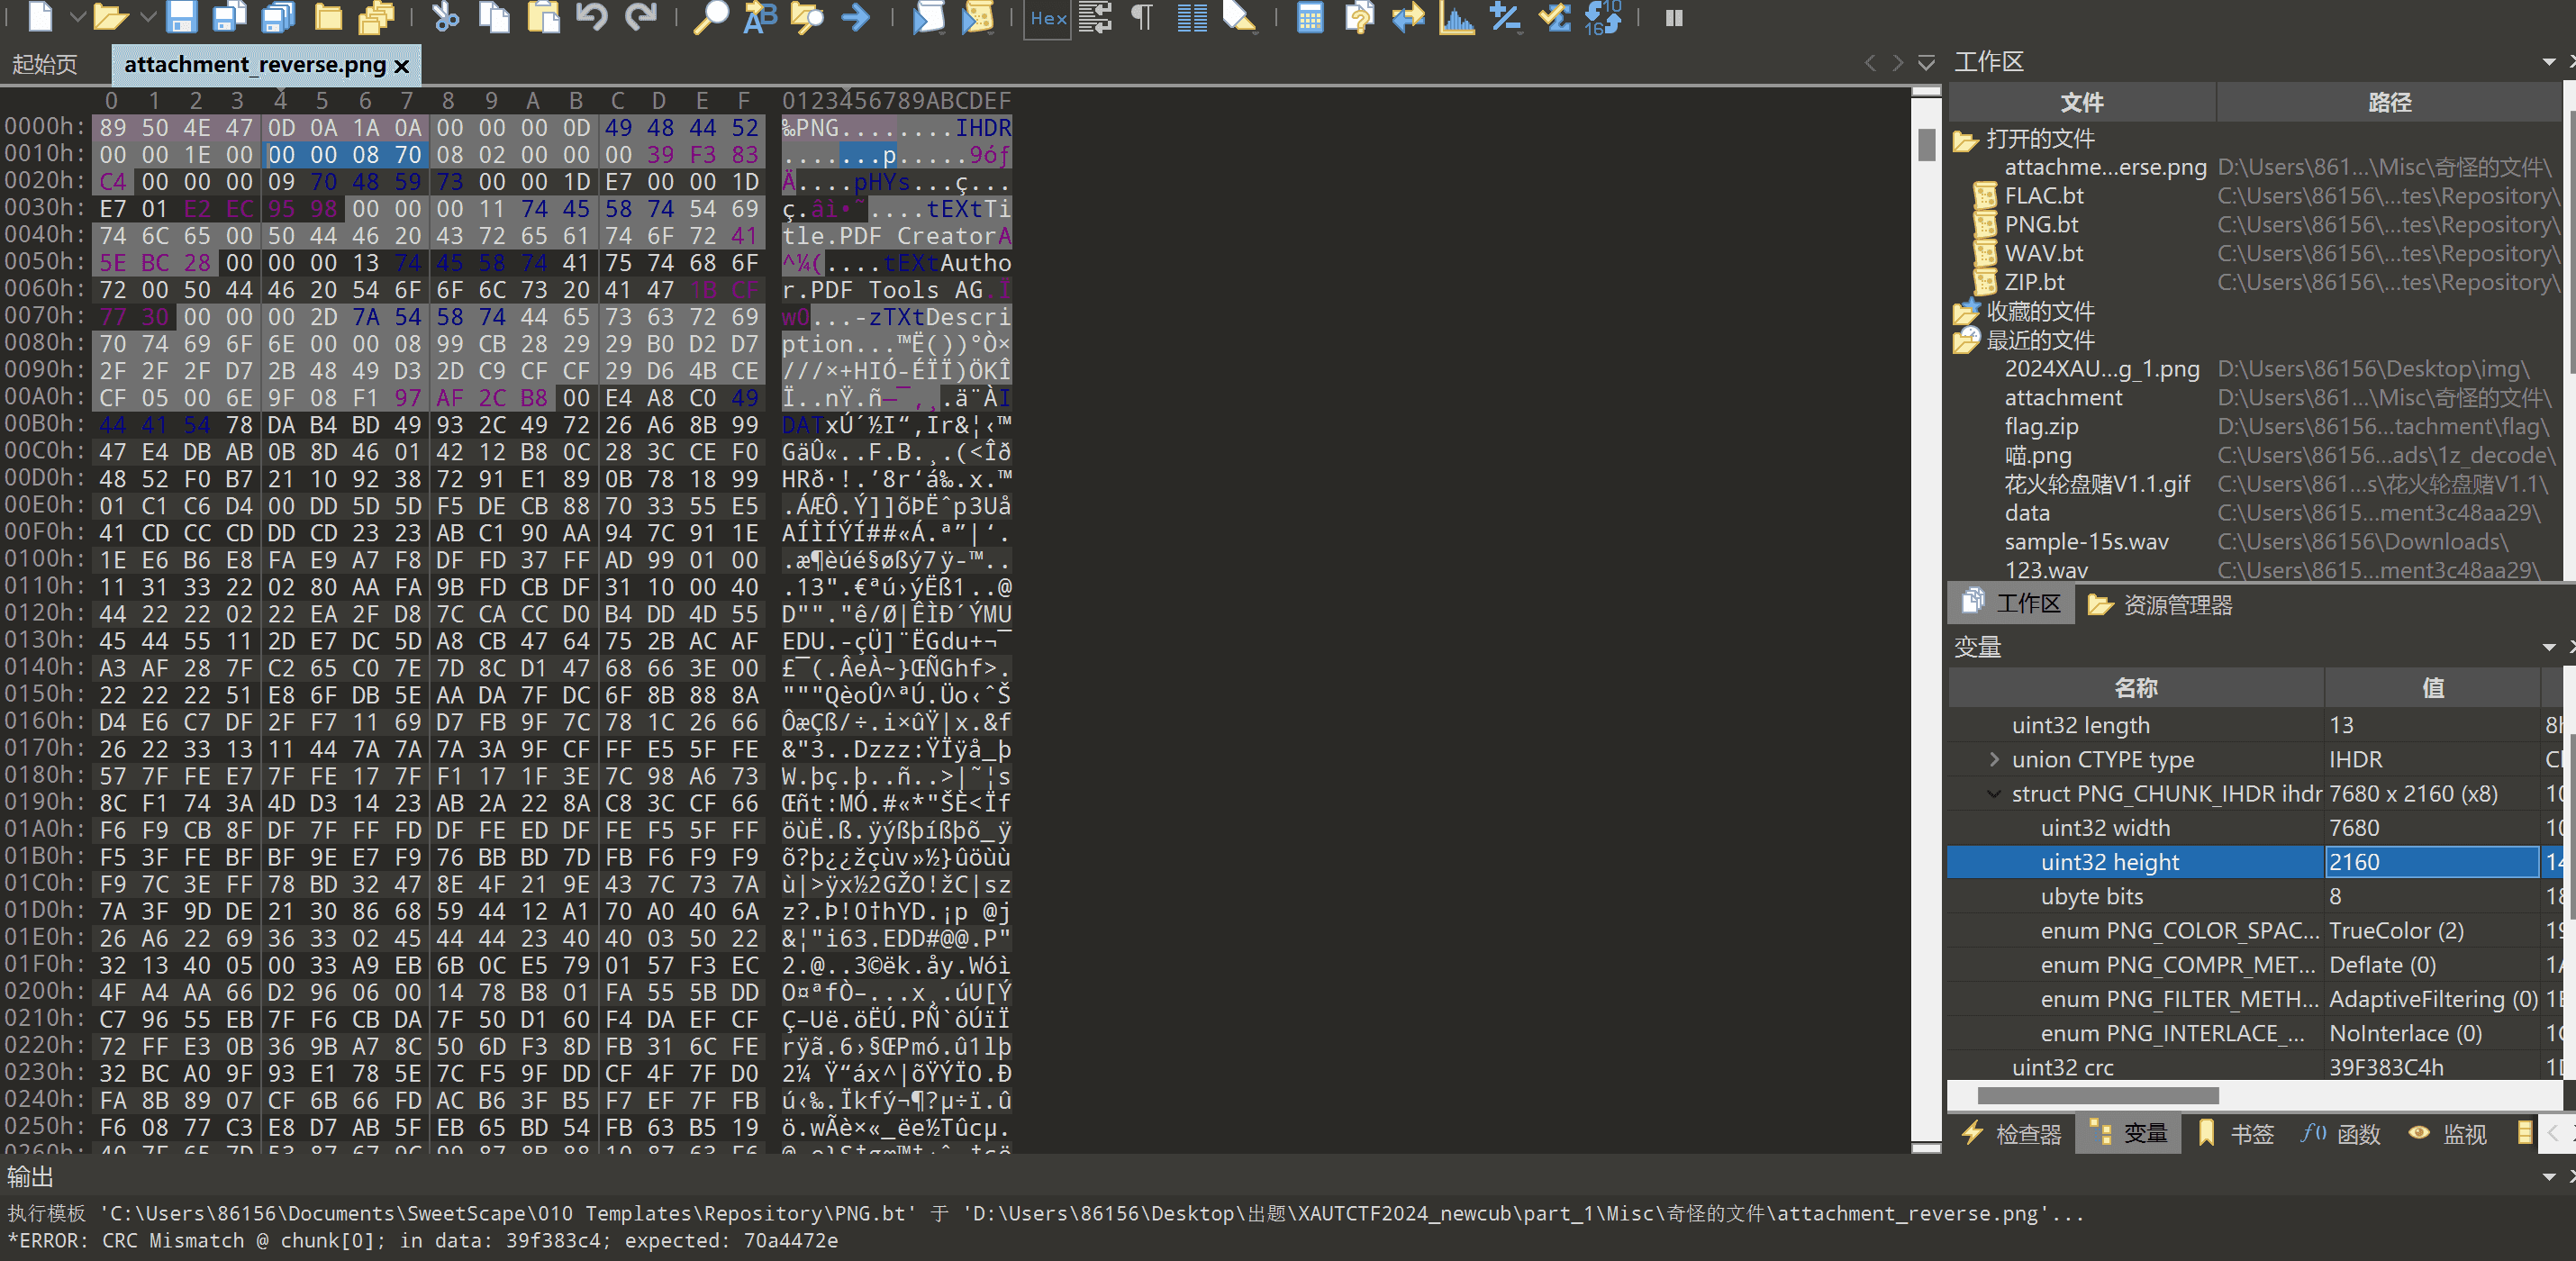 Hex
起始页
attachment_reverse.png ×
0 1 2 3 4 5 6 7 8 9 A B C D E F 0123456789ABCDEF
0000h: 89 50 4E 47 0D 0A 1A 0A 00 00 00 0D 49 48 44 52 ‰PNG........IHDR
0010h: 00 00 1E 00 00 00 08 70 08 02 00 00 00 39 F3 83 .......p.....9óƒ
0020h: C4 00 00 00 09 70 48 59 73 00 00 1D E7 00 00 1D Ä....pHYs...ç...
0030h: E7 01 E2 EC 95 98 00 00 00 11 74 45 58 74 54 69 ç.âì•˜....tEXtTi
0040h: 74 6C 65 00 50 44 46 20 43 72 65 61 74 6F 72 41 tle.PDF CreatorA
0050h: 5E BC 28 00 00 00 13 74 45 58 74 41 75 74 68 6F ^¼(....tEXtAutho
0060h: 72 00 50 44 46 20 54 6F 6F 6C 73 20 41 47 1B CF r.PDF Tools AG.Ï
0070h: 77 30 00 00 00 2D 7A 54 58 74 44 65 73 63 72 69 w0...-zTXtDescri
0080h: 70 74 69 6F 6E 00 00 08 99 CB 28 29 29 B0 D2 D7 ption...™Ë())°Ò×
0090h: 2F 2F 2F D7 2B 48 49 D3 2D C9 CF CF 29 D6 4B CE ///×+HIÓ-ÉÏÏ)ÖKÎ
00A0h: CF 05 00 6E 9F 08 F1 97 AF 2C B8 00 E4 A8 C0 49 Ï..nŸ.ñ—¯,¸.ä¨ÀI
00B0h: 44 41 54 78 DA B4 BD 49 93 2C 49 72 26 A6 8B 99 DATxÚ´½I“,Ir&¦‹™
00C0h: 47 E4 DB AB 0B 8D 46 01 42 12 B8 0C 28 3C CE F0 GäÛ«..F.B.¸.(<Îð
00D0h: 48 52 F0 B7 21 10 92 38 72 91 E1 89 0B 78 18 99 HRð·!.’8r‘á‰.x.™
00E0h: 01 C1 C6 D4 00 DD 5D 5D F5 DE CB 88 70 33 55 E5 .ÁÆÔ.Ý]]õÞËˆp3Uå
00F0h: 41 CD CC CD DD CD 23 23 AB C1 90 AA 94 7C 91 1E AÍÌÍÝÍ##«Á.ª”|‘.
0100h: 1E E6 B6 E8 FA E9 A7 F8 DF FD 37 FF AD 99 01 00 .æ¶èúé§øßý7ÿ-™..
0110h: 11 31 33 22 02 80 AA FA 9B FD CB DF 31 10 00 40 .13".€ªú›ýËß1..@
0120h: 44 22 22 02 22 EA 2F D8 7C CA CC D0 B4 DD 4D 55 D""."ê/Ø|ÊÌÐ´ÝMU
0130h: 45 44 55 11 2D E7 DC 5D A8 CB 47 64 75 2B AC AF EDU.-çÜ]¨ËGdu+¬¯
0140h: A3 AF 28 7F C2 65 C0 7E 7D 8C D1 47 68 66 3E 00 £¯(.ÂeÀ~}ŒÑGhf>.
0150h: 22 22 22 51 E8 6F DB 5E AA DA 7F DC 6F 8B 88 8A """QèoÛ^ªÚ.Üo‹ˆŠ
0160h: D4 E6 C7 DF 2F F7 11 69 D7 FB 9F 7C 78 1C 26 66 ÔæÇß/÷.i×ûŸ|x.&f
0170h: 26 22 33 13 11 44 7A 7A 7A 3A 9F CF FF E5 5F FE &"3..Dzzz:ŸÏÿå_þ
0180h: 57 7F FE E7 7F FE 17 7F F1 17 1F 3E 7C 98 A6 73 W.þç.þ..ñ..>|˜¦s
0190h: 8C F1 74 3A 4D D3 14 23 AB 2A 22 8A C8 3C CF 66 Œñt:MÓ.#«*"ŠÈ<Ïf
01A0h: F6 F9 CB 8F DF 7F FF FD DF FE ED DF FE F5 5F FF öùË.ß.ÿýßþíßþõ_ÿ
01B0h: F5 3F FE BF BF 9E E7 F9 76 BB BD 7D FB F6 F9 F9 õ?þ¿¿žçùv»½}ûöùù
01C0h: F9 7C 3E FF 78 BD 32 47 8E 4F 21 9E 43 7C 73 7A ù|>ÿx½2GŽO!žC|sz
01D0h: 7A 3F 9D DE 21 30 86 68 59 44 12 A1 70 A0 40 6A z?.Þ!0†hYD.¡p @j
01E0h: 26 A6 22 69 36 33 02 45 44 44 23 40 40 03 50 22 &¦"i63.EDD#@@.P"
01F0h: 32 13 40 05 00 33 A9 EB 6B 0C E5 79 01 57 F3 EC 2.@..3©ëk.åy.Wóì
0200h: 4F A4 AA 66 D2 96 06 00 14 78 B8 01 FA 55 5B DD O¤ªfÒ–...x¸.úU[Ý
0210h: C7 96 55 EB 7F F6 CB DA 7F 50 D1 60 F4 DA EF CF Ç–Uë.öËÚ.PÑ`ôÚïÏ
0220h: 72 FF E3 0B 36 9B A7 8C 50 6D F3 8D FB 31 6C FE rÿã.6›§ŒPmó.û1lþ
0230h: 32 BC A0 9F 93 E1 78 5E 7C F5 9F DD CF 4F 7F D0 2¼ Ÿ“áx^|õŸÝÏO.Ð
0240h: FA 8B 89 07 CF 6B 66 FD AC B6 3F B5 F7 EF 7F FB ú‹‰.Ïkfý¬¶?µ÷ï.û
0250h: F6 08 77 C3 E8 D7 AB 5F EB 65 BD 54 FB 63 B5 19 ö.wÃè×«_ëe½Tûcµ.
工作区
文件 路径
打开的文件
attachme...erse.png D:\Users\861...\Misc\奇怪的文件\
FLAC.bt C:\Users\86156\...tes\Repository\
PNG.bt C:\Users\86156\...tes\Repository\
WAV.bt C:\Users\86156\...tes\Repository\
ZIP.bt C:\Users\86156\...tes\Repository\
收藏的文件
最近的文件
2024XAU...g_1.png D:\Users\86156\Desktop\img\
attachment D:\Users\861...\Misc\奇怪的文件\
flag.zip D:\Users\86156...tachment\flag\
喵.png C:\Users\86156...ads\1z_decode\
花火轮盘赌V1.1.gif C:\Users\861...s\花火轮盘赌V1.1\
data C:\Users\8615...ment3c48aa29\
sample-15s.wav C:\Users\86156\Downloads\
123.wav C:\Users\8615...ment3c48aa29\
工作区 资源管理器
变量
名称 值
uint32 length 13
union CTYPE type IHDR
struct PNG_CHUNK_IHDR ihdr 7680 x 2160 (x8)
uint32 width 7680
uint32 height 2160
ubyte bits 8
enum PNG_COLOR_SPAC... TrueColor (2)
enum PNG_COMPR_MET... Deflate (0)
enum PNG_FILTER_METH... AdaptiveFiltering (0)
enum PNG_INTERLACE_... NoInterlace (0)
uint32 crc 39F383C4h
检查器 变量 书签 函数 监视
输出
执行模板 'C:\Users\86156\Documents\SweetScape\010 Templates\Repository\PNG.bt' 于 'D:\Users\86156\Desktop\出题\XAUTCTF2024_newcub\part_1\Misc\奇怪的文件\attachment_reverse.png'...
*ERROR: CRC Mismatch @ chunk[0]; in data: 39f383c4; expected: 70a4472e